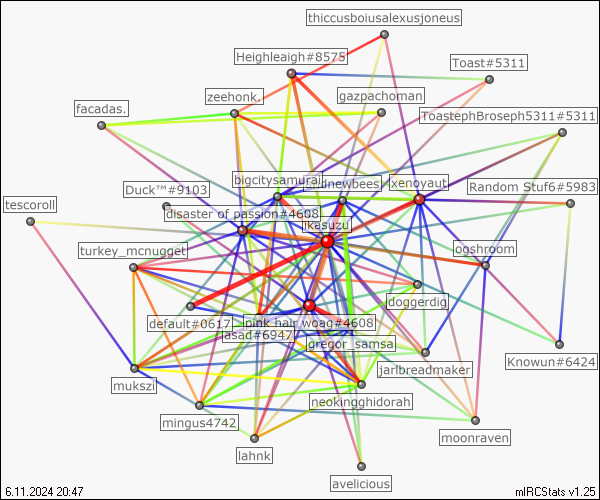 thiccusboiusalexusjoneus
Heighleaigh#8575
Toast#5311
zeehonk.
gazpachoman
facadas.
ToastephBroseph5311#5311
bigcitysamurai
xenoyaut
Duck™#9103
Random Stuf6#5983
tescoroll
disaster of passion#4608
ikasuzu
turkey_mcnugget
ogshroom
doggerdig
default#0617
pink hair woag#4608
jasad#6947
gregor_samsa
Knowun#6424
jarlbreadmaker
mukszi
neokingghidorah
mingus4742
moonraven
lahnk
avelicious
6.11.2024 20:47
mIRCStats v1.25